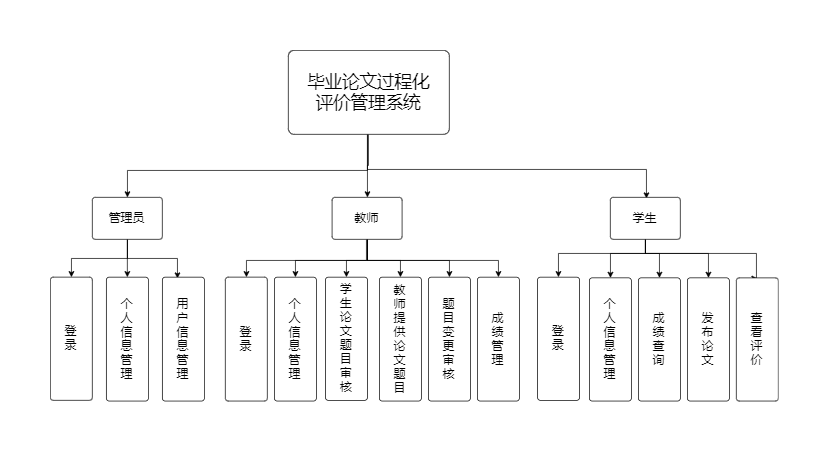 毕业论文过程化
评价管理系统
管理员
教师
学生
登录
个人信息管理
用户信息管理
登录
个人信息管理
学生论文题目审核
教师提供论文题目
题目变更审核
成绩管理
登录
个人信息管理
成绩查询
发布论文
查看评价